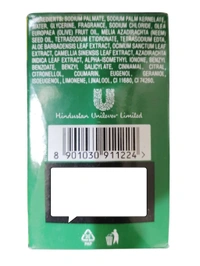 INGREDIENTS: SODIUM PALMATE, SODIUM PALM KERNELATE,
WATER, GLYCERINE, FRAGRANCE, SODIUM CHLORIDE, OLEA
EUROPAEA (OLIVE) FRUIT OIL, MELIA AZADIRACHTA (NEEM)
SEED OIL, TETRASODIUM ETIDRONATE, TETRASODIUM EDTA,
ALOE BARBADENSIS LEAF EXTRACT, OCIMUM SANCTUM LEAF
EXTRACT, CAMELLIA SINENSIS LEAF EXTRACT, AZADIRACHTA
INDICA LEAF EXTRACT, ALPHA-ISOMETHYL IONONE, BENZYL
BENZOATE, BENZYL SALICYLATE, CINNAMAL, CITRAL,
CITRONELLOL, COUMARIN, EUGENOL, GERANIOL,
LIMONENE, LINALOOL, CI 11680, CI 74260.
Hindustan Unilever Limited
8 901030 911224 >